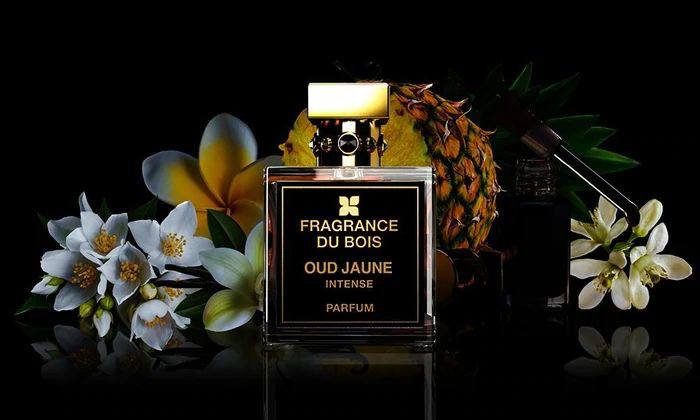 FRAGRANCE
DU BOIS
OUD JAUNE
INTENSE
PARFUM